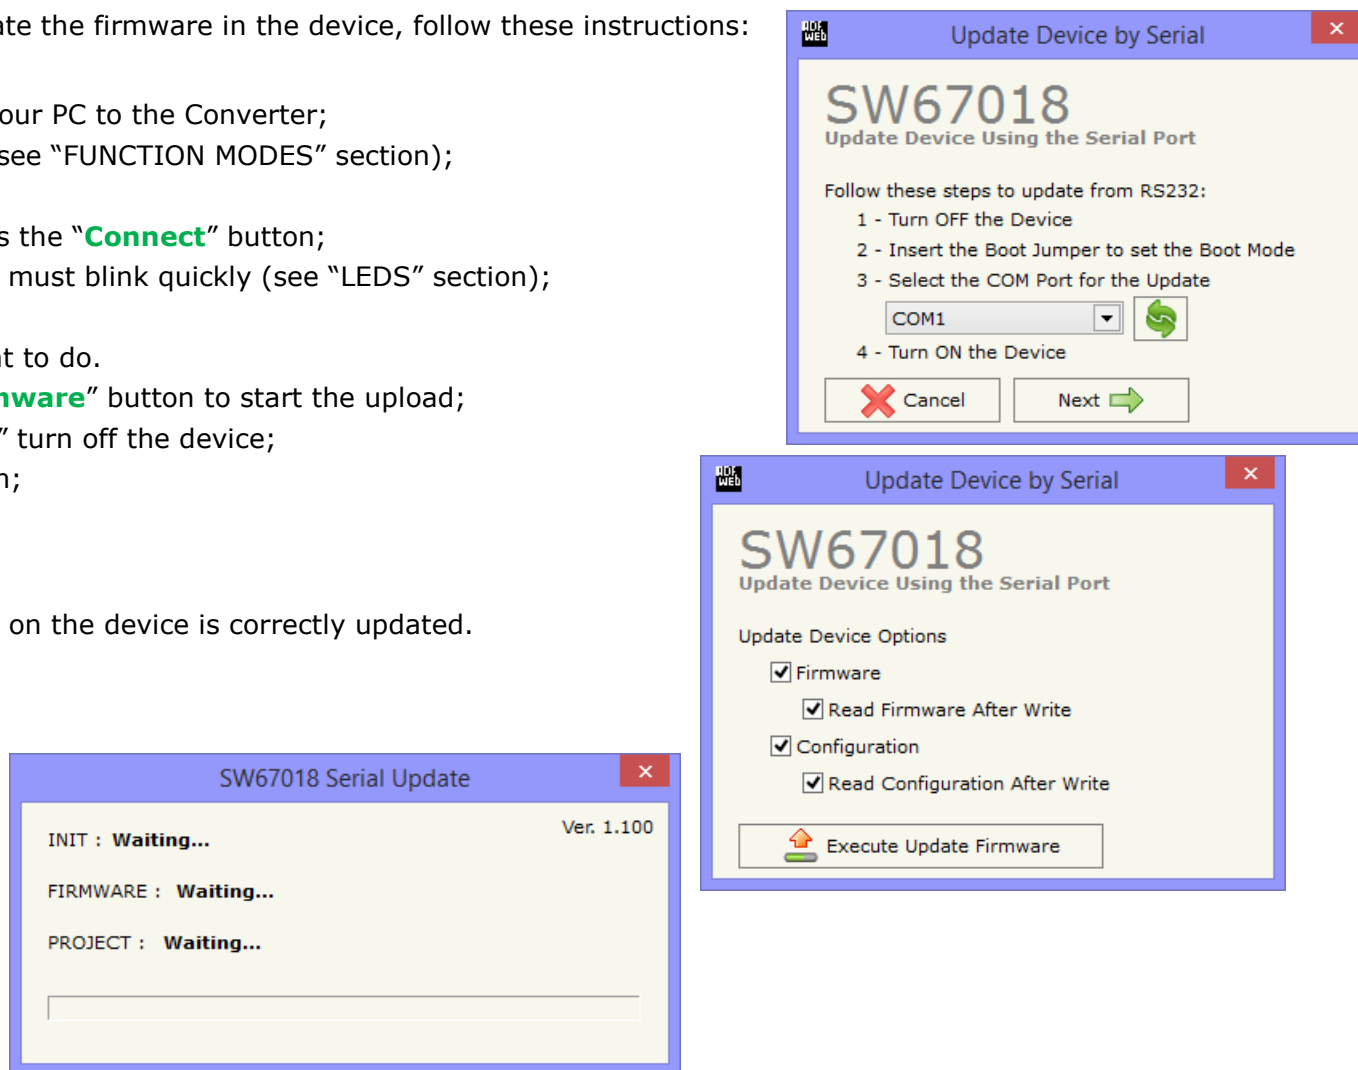 ate the firmware in the device, follow these instructions:
our PC to the Converter;
see “FUNCTION MODES” section);
s the “Connect” button;
must blink quickly (see “LEDS” section);
t to do.
ware” button to start the upload;
” turn off the device;
;
on the device is correctly updated.
ADF
WEB
Update Device by Serial
SW67018
Update Device Using the Serial Port
Follow these steps to update from RS232:
1 - Turn OFF the Device
2 - Insert the Boot Jumper to set the Boot Mode
3 - Select the COM Port for the Update
COM1
4 - Turn ON the Device
Cancel
Next
ADF
WEB
Update Device by Serial
SW67018
Update Device Using the Serial Port
Update Device Options
Firmware
Read Firmware After Write
Configuration
Read Configuration After Write
Execute Update Firmware
SW67018 Serial Update
Ver. 1.100
INIT : Waiting...
FIRMWARE : Waiting...
PROJECT : Waiting...